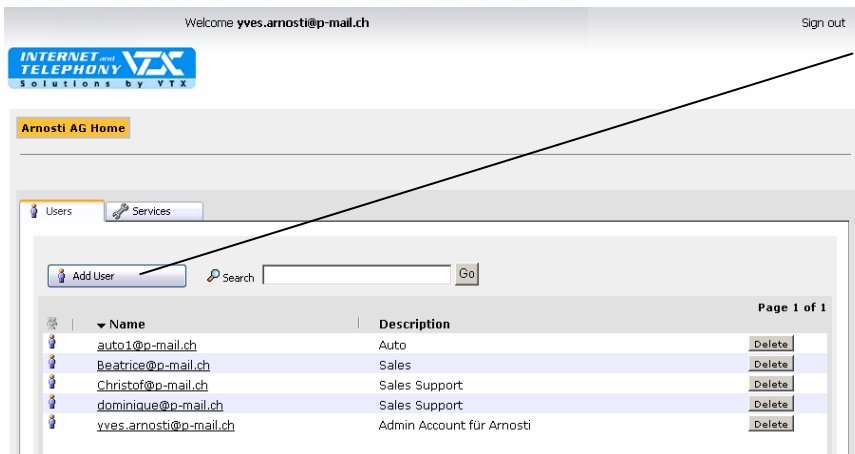 Welcome yves.arnosti@p-mail.ch Sign out
INTERNET and
TELEPHONY VTX
Solutions by VTX
Arnosti AG Home
Users Services
Add User Search Go
Page 1 of 1
Name Description
auto1@p-mail.ch Auto Delete
Beatrice@p-mail.ch Sales Delete
Christof@p-mail.ch Sales Support Delete
dominique@p-mail.ch Sales Support Delete
yves.arnosti@p-mail.ch Admin Account für Arnosti Delete